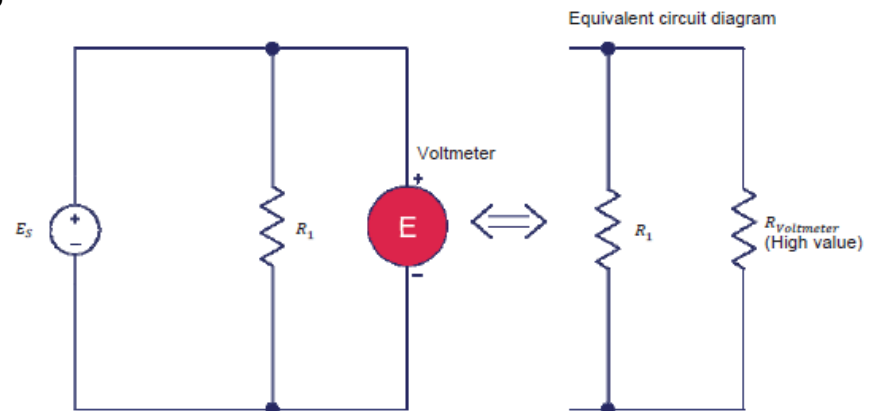 Equivalent circuit diagram
Voltmeter
+
E_S
+
−
R_1
E
−
R_1
R_Voltmeter
(High value)